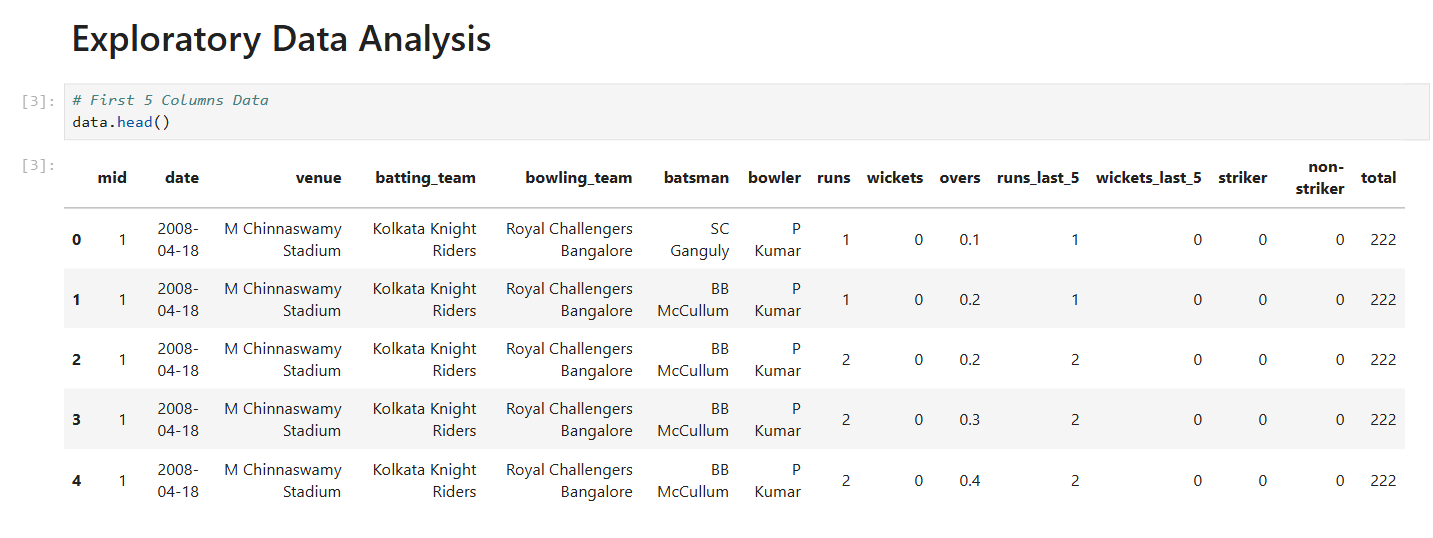 Exploratory Data Analysis
[3]: # First 5 Columns Data
data.head()
[3]:
mid date venue batting_team bowling_team batsman bowler runs wickets overs runs_last_5 wickets_last_5 striker non-striker total
0 1 2008-04-18 M Chinnaswamy Stadium Kolkata Knight Riders Royal Challengers Bangalore SC Ganguly P Kumar 1 0 0.1 1 0 0 0 222
1 1 2008-04-18 M Chinnaswamy Stadium Kolkata Knight Riders Royal Challengers Bangalore BB McCullum P Kumar 1 0 0.2 1 0 0 0 222
2 1 2008-04-18 M Chinnaswamy Stadium Kolkata Knight Riders Royal Challengers Bangalore BB McCullum P Kumar 2 0 0.2 2 0 0 0 222
3 1 2008-04-18 M Chinnaswamy Stadium Kolkata Knight Riders Royal Challengers Bangalore BB McCullum P Kumar 2 0 0.3 2 0 0 0 222
4 1 2008-04-18 M Chinnaswamy Stadium Kolkata Knight Riders Royal Challengers Bangalore BB McCullum P Kumar 2 0 0.4 2 0 0 0 222